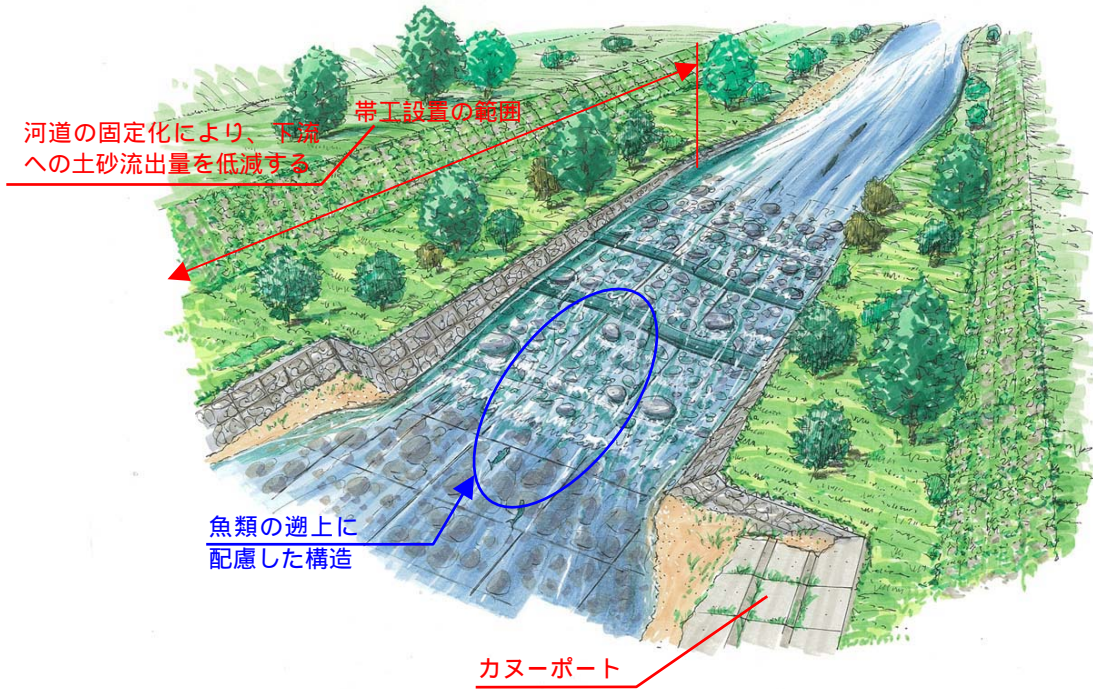 帯工設置の範囲
河道の固定化により、下流
への土砂流出量を低減する
魚類の遡上に
配慮した構造
カヌーポート